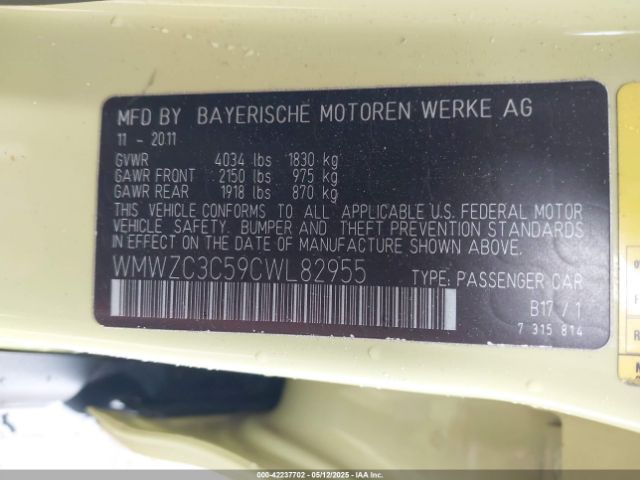 MFD BY BAYERISCHE MOTOREN WERKE AG
11 - 2011
GVWR 4034 lbs 1830 kg
GAWR FRONT 2150 lbs 975 kg
GAWR REAR 1918 lbs 870 kg
THIS VEHICLE CONFORMS TO ALL APPLICABLE U.S. FEDERAL MOTOR
VEHICLE SAFETY, BUMPER AND THEFT PREVENTION STANDARDS
IN EFFECT ON THE DATE OF MANUFACTURE SHOWN ABOVE.
WMWZC3C59CWL82955 TYPE: PASSENGER CAR
B17 / 1
7 315 814
000-42237702 - 05/12/2025 - IAA Inc.